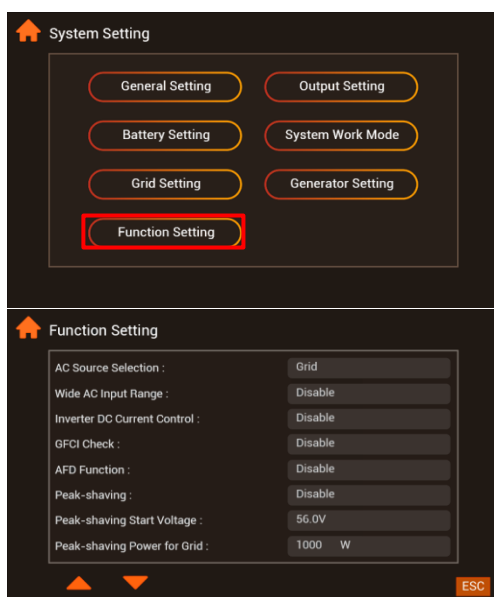 System Setting
General Setting
Output Setting
Battery Setting
System Work Mode
Grid Setting
Generator Setting
Function Setting
Function Setting
AC Source Selection : Grid
Wide AC Input Range : Disable
Inverter DC Current Control : Disable
GFCI Check : Disable
AFD Function : Disable
Peak-shaving : Disable
Peak-shaving Start Voltage : 56.0V
Peak-shaving Power for Grid : 1000 W
ESC